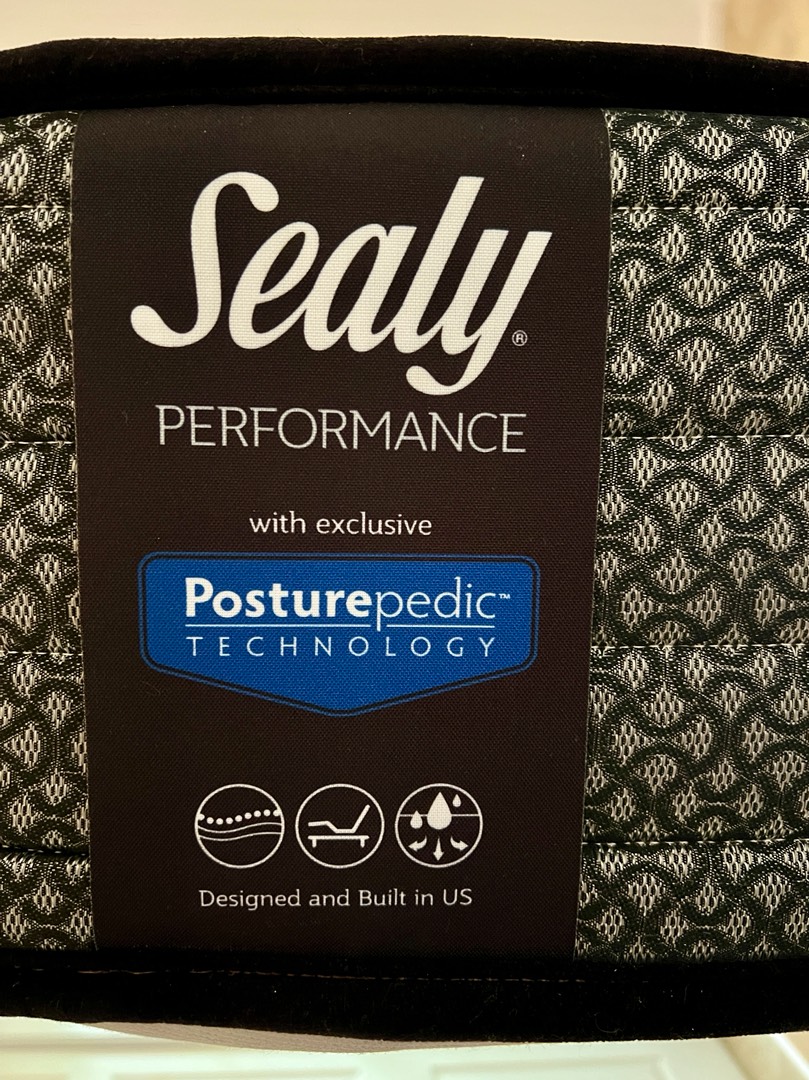 Sealy®
PERFORMANCE
with exclusive
Posturepedic™
TECHNOLOGY
Designed and Built in US